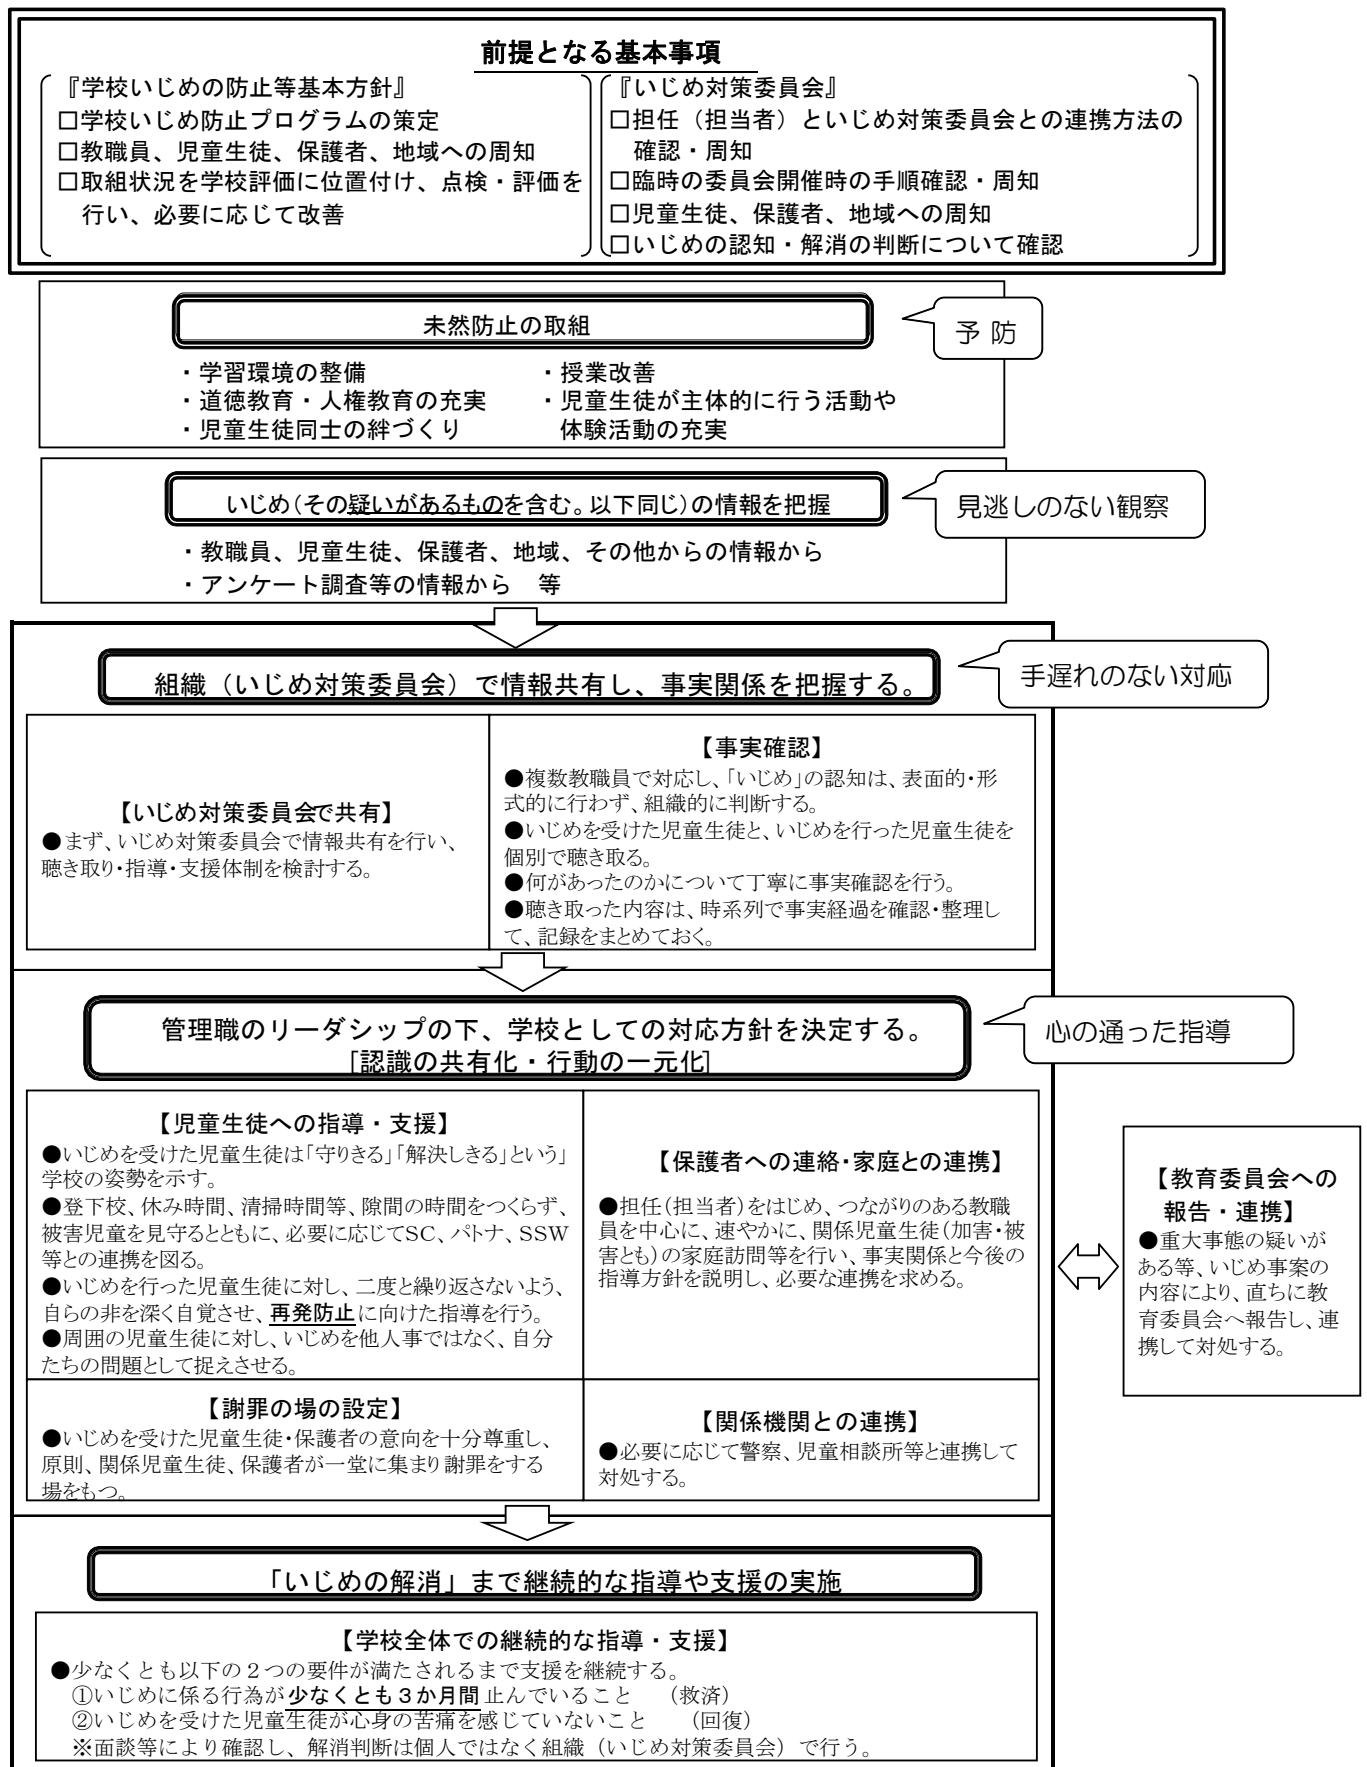 前提となる基本事項
『学校いじめの防止等基本方針』
□学校いじめ防止プログラムの策定
□教職員、児童生徒、保護者、地域への周知
□取組状況を学校評価に位置付け、点検・評価を
行い、必要に応じて改善
『いじめ対策委員会』
□担任（担当者）といじめ対策委員会との連携方法の
確認・周知
□臨時の委員会開催時の手順確認・周知
□児童生徒、保護者、地域への周知
□いじめの認知・解消の判断について確認
未然防止の取組
予 防
・学習環境の整備
・道徳教育・人権教育の充実
・児童生徒同士の絆づくり
・授業改善
・児童生徒が主体的に行う活動や
体験活動の充実
いじめ（その疑いがあるものを含む。以下同じ）の情報を把握
見逃しのない観察
・教職員、児童生徒、保護者、地域、その他からの情報から
・アンケート調査等の情報から　等
組織（いじめ対策委員会）で情報共有し、事実関係を把握する。
手遅れのない対応
【いじめ対策委員会で共有】
●まず、いじめ対策委員会で情報共有を行い、
聴き取り・指導・支援体制を検討する。
【事実確認】
●複数教職員で対応し、「いじめ」の認知は、表面的・形
式的に行わず、組織的に判断する。
●いじめを受けた児童生徒と、いじめを行った児童生徒を
個別で聴き取る。
●何があったのかについて丁寧に事実確認を行う。
●聴き取った内容は、時系列で事実経過を確認・整理し
て、記録をまとめておく。
管理職のリーダシップの下、学校としての対応方針を決定する。
[認識の共有化・行動の一元化]
心の通った指導
【児童生徒への指導・支援】
●いじめを受けた児童生徒は「守りきる」「解決しきる」という」
学校の姿勢を示す。
●登下校、休み時間、清掃時間等、隙間の時間をつくらず、
被害児童を見守るとともに、必要に応じてSC、パトナ、SSW
等との連携を図る。
●いじめを行った児童生徒に対し、二度と繰り返さないよう、
自らの非を深く自覚させ、再発防止に向けた指導を行う。
●周囲の児童生徒に対し、いじめを他人事ではなく、自分
たちの問題として捉えさせる。
【保護者への連絡・家庭との連携】
●担任（担当者）をはじめ、つながりのある教職
員を中心に、速やかに、関係児童生徒（加害・被
害とも）の家庭訪問等を行い、事実関係と今後の
指導方針を説明し、必要な連携を求める。
【教育委員会への
報告・連携】
●重大事態の疑いが
ある等、いじめ事案の
内容により、直ちに教
育委員会へ報告し、連
携して対処する。
【謝罪の場の設定】
●いじめを受けた児童生徒・保護者の意向を十分尊重し、
原則、関係児童生徒、保護者が一堂に集まり謝罪をする
場をもつ。
【関係機関との連携】
●必要に応じて警察、児童相談所等と連携して
対処する。
「いじめの解消」まで継続的な指導や支援の実施
【学校全体での継続的な指導・支援】
●少なくとも以下の２つの要件が満たされるまで支援を継続する。
①いじめに係る行為が少なくとも３か月間止んでいること　（救済）
②いじめを受けた児童生徒が心身の苦痛を感じていないこと　（回復）
※面談等により確認し、解消判断は個人ではなく組織（いじめ対策委員会）で行う。